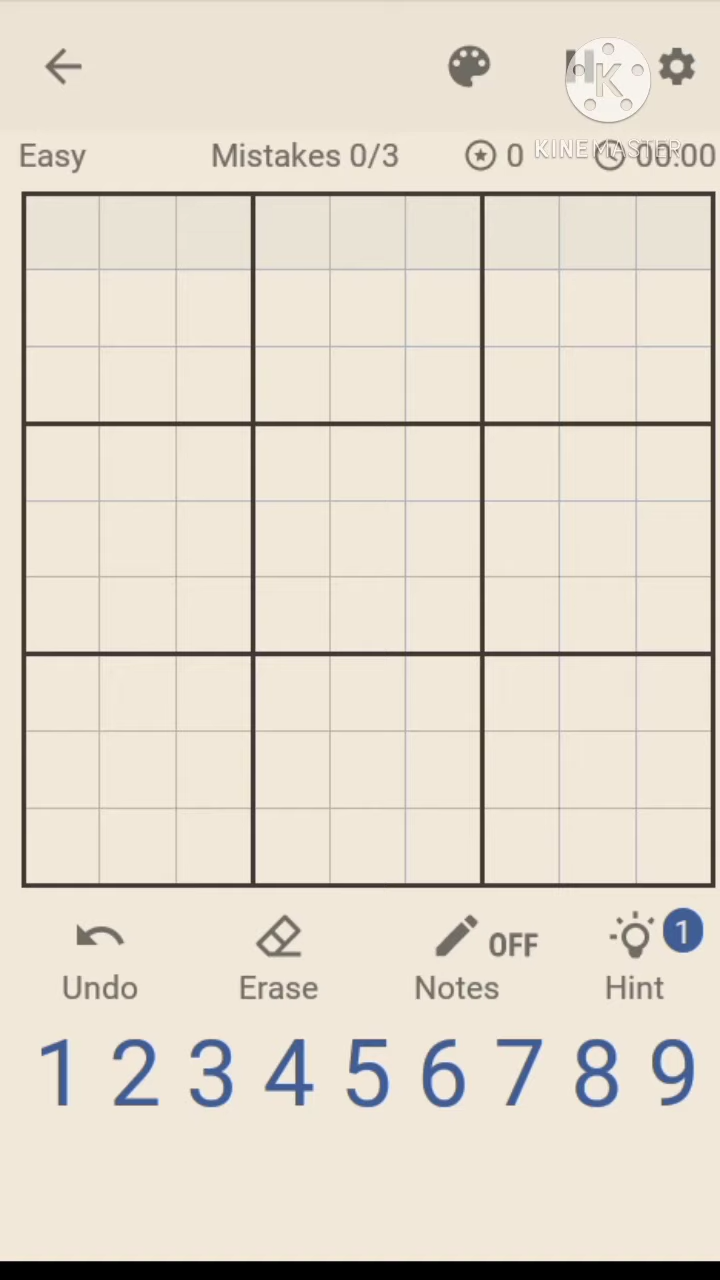 K
KINEMASTER
Easy Mistakes 0/3 0 00:00
1
OFF
Undo Erase Notes Hint
1 2 3 4 5 6 7 8 9